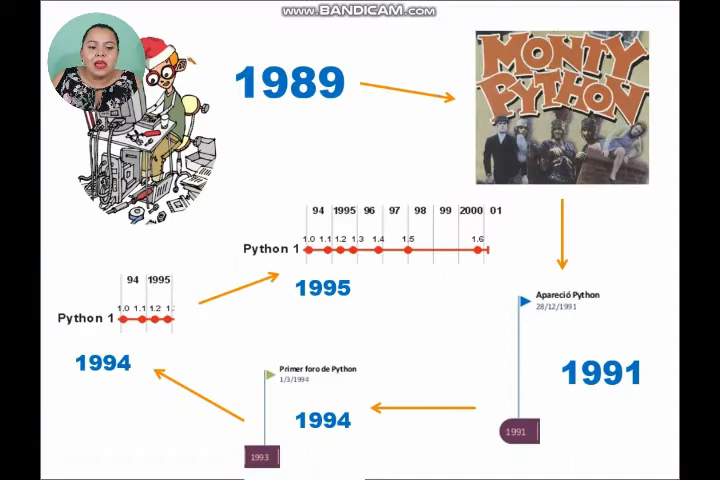 www.BANDICAM.com
1989
MONTY
PYTHON
94 1995 96 97 98 99 2000 01
1.0 1.1 1.2 1.3 1.4 1.5 1.6
Python 1
1995
94 1995
1.0 1.1 1.2
Python 1
1994
Apareció Python
28/12/1991
1991
1991
Primer foro de Python
1/3/1994
1994
1993